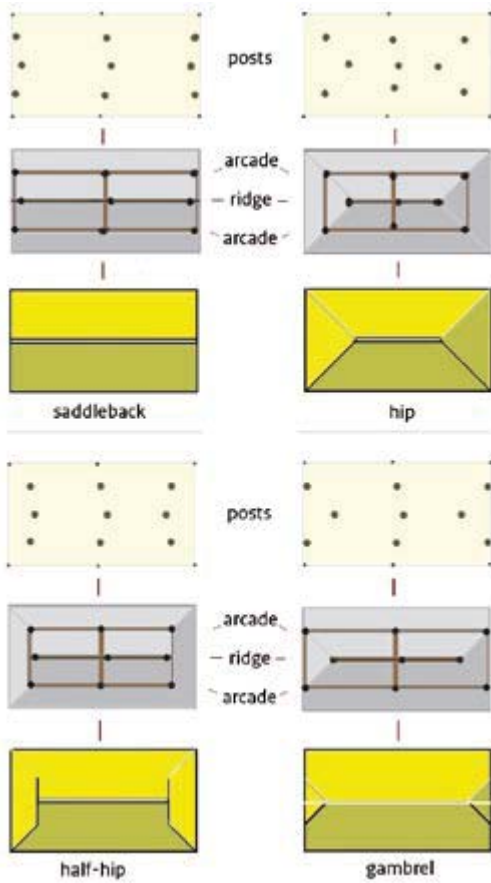 posts
arcade
ridge
arcade
saddleback
hip
posts
arcade
ridge
arcade
half-hip
gambrel